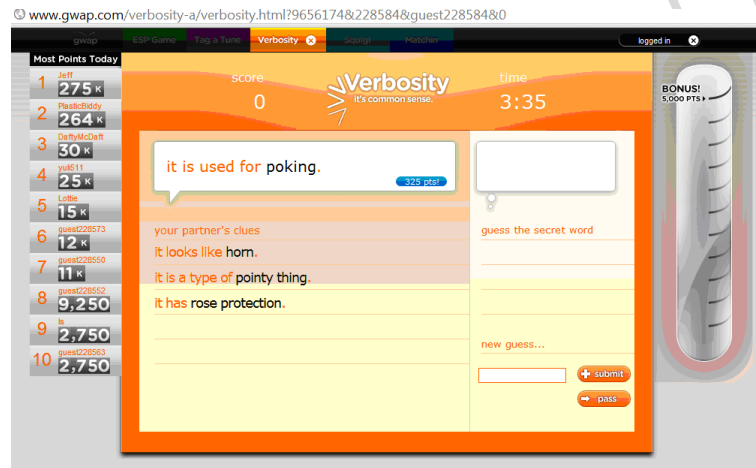 www.gwap.com/verbosity-a/verbosity.html?9656174&228584&guest228584&0
gwap ESP Game Tag a Tune Verbosity Squigl Matchin logged in
Most Points Today
1 Jeff 275 K
2 PlasticBiddy 264 K
3 DaftyMcDaft 30 K
4 yuli511 25 K
5 Lottie 15 K
6 guest228573 12 K
7 guest228550 11 K
8 guest228552 9,250
9 ls 2,750
10 guest228563 2,750
score
0
Verbosity
it's common sense.
time
3:35
BONUS!
5,000 PTS
it is used for poking.
325 pts!
your partner's clues
it looks like horn.
it is a type of pointy thing.
it has rose protection.
guess the secret word
new guess...
submit
pass